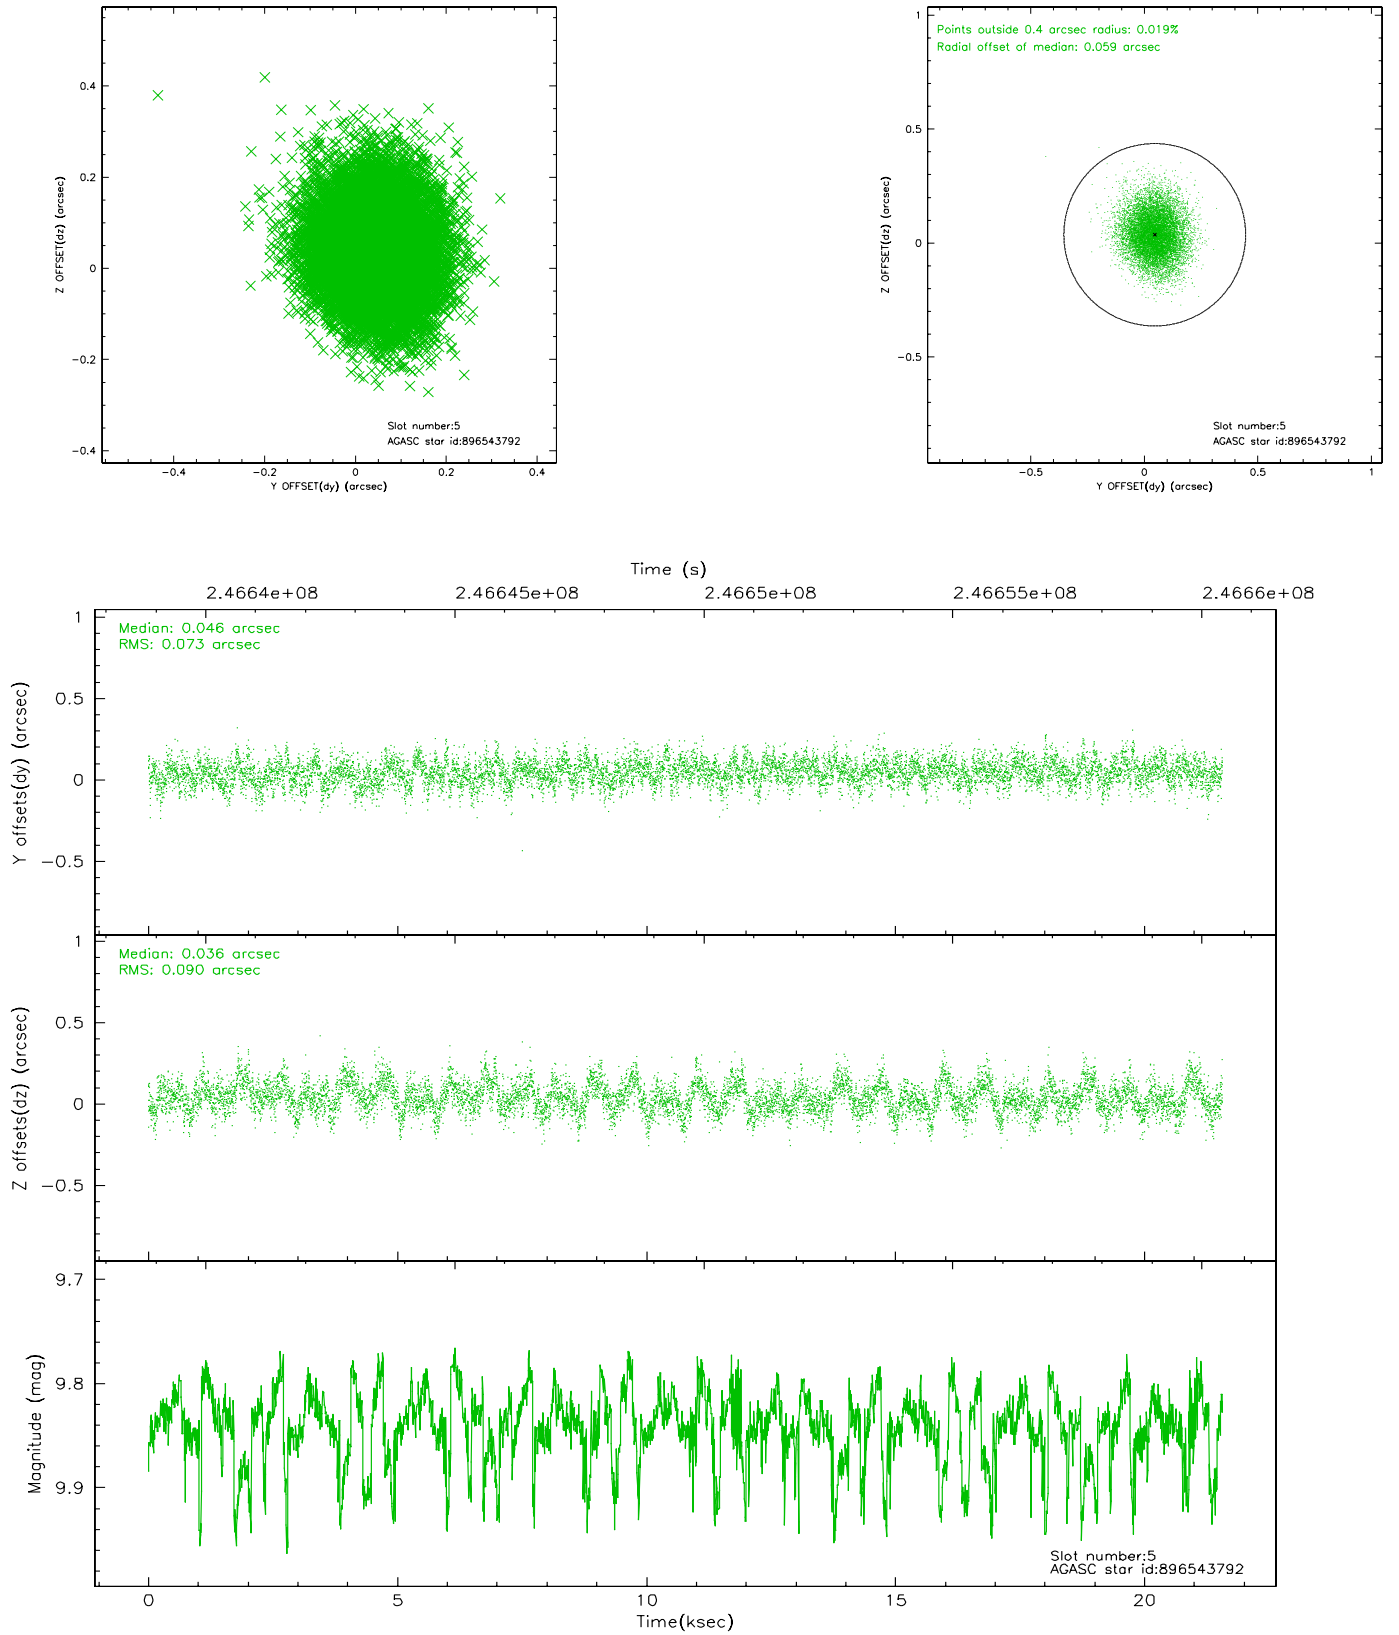 0.4
0.2
0
−0.2
−0.4
Z OFFSET(dz) (arcsec)
Slot number:5
AGASC star id:896543792
−0.4
−0.2
0
0.2
0.4
Y OFFSET(dy) (arcsec)
Points outside 0.4 arcsec radius: 0.019%
Radial offset of median: 0.059 arcsec
1
0.5
0
−0.5
Z OFFSET(dz) (arcsec)
Slot number:5
AGASC star id:896543792
−0.5
0
0.5
1
Y OFFSET(dy) (arcsec)
Time (s)
2.4664e+08
2.46645e+08
2.4665e+08
2.46655e+08
2.4666e+08
Median: 0.046 arcsec
RMS: 0.073 arcsec
1
0.5
0
−0.5
Y offsets(dy) (arcsec)
Median: 0.036 arcsec
RMS: 0.090 arcsec
1
0.5
0
−0.5
Z offsets(dz) (arcsec)
9.7
9.8
9.9
Magnitude (mag)
Slot number:5
AGASC star id:896543792
0
5
10
15
20
Time(ksec)